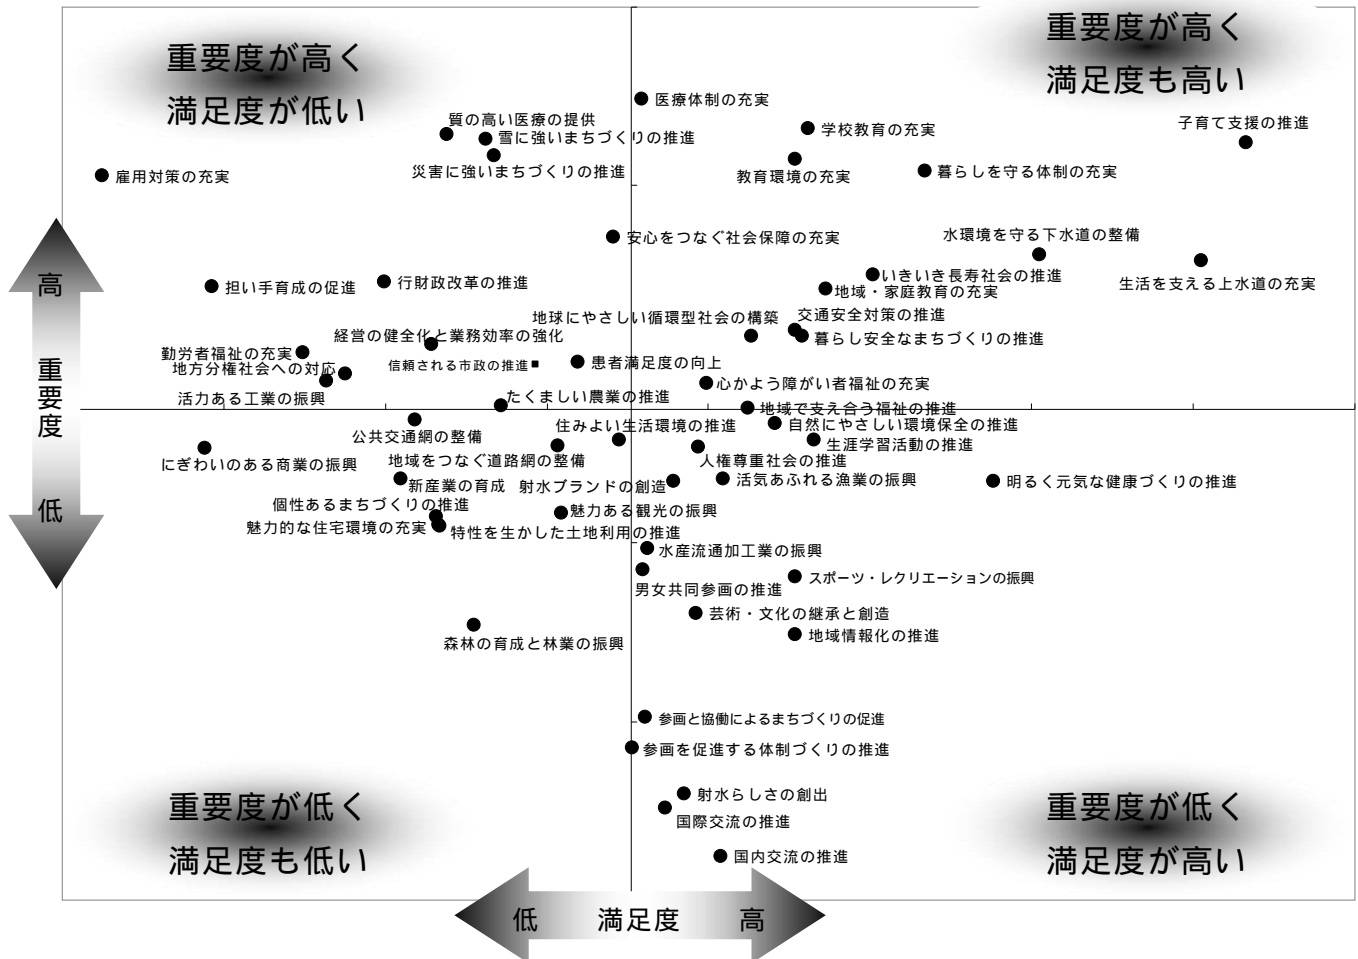 重要度が高く
満足度が低い
重要度が高く
満足度も高い
医療体制の充実
質の高い医療の提供
雪に強いまちづくりの推進
災害に強いまちづくりの推進
学校教育の充実
子育て支援の推進
教育環境の充実
暮らしを守る体制の充実
雇用対策の充実
安心をつなぐ社会保障の充実
水環境を守る下水道の整備
いきいき長寿社会の推進
生活を支える上水道の充実
担い手育成の促進
行財政改革の推進
地域・家庭教育の充実
地球にやさしい循環型社会の構築
交通安全対策の推進
経営の健全化と業務効率の強化
暮らし安全なまちづくりの推進
勤労者福祉の充実
地方分権社会への対応
信頼される市政の推進
患者満足度の向上
心かよう障がい者福祉の充実
活力ある工業の振興
たくましい農業の推進
地域で支え合う福祉の推進
公共交通網の整備
住みよい生活環境の推進
自然にやさしい環境保全の推進
生涯学習活動の推進
にぎわいのある商業の振興
地域をつなぐ道路網の整備
人権尊重社会の推進
新産業の育成
射水ブランドの創造
活気あふれる漁業の振興
明るく元気な健康づくりの推進
個性あるまちづくりの推進
魅力ある観光の振興
魅力的な住宅環境の充実
特性を生かした土地利用の推進
水産流通加工業の振興
男女共同参画の推進
スポーツ・レクリエーションの振興
芸術・文化の継承と創造
地域情報化の推進
森林の育成と林業の振興
参画と協働によるまちづくりの促進
参画を促進する体制づくりの推進
射水らしさの創出
国際交流の推進
国内交流の推進
高
重要度
低
重要度が低く
満足度も低い
重要度が低く
満足度が高い
低 満足度 高